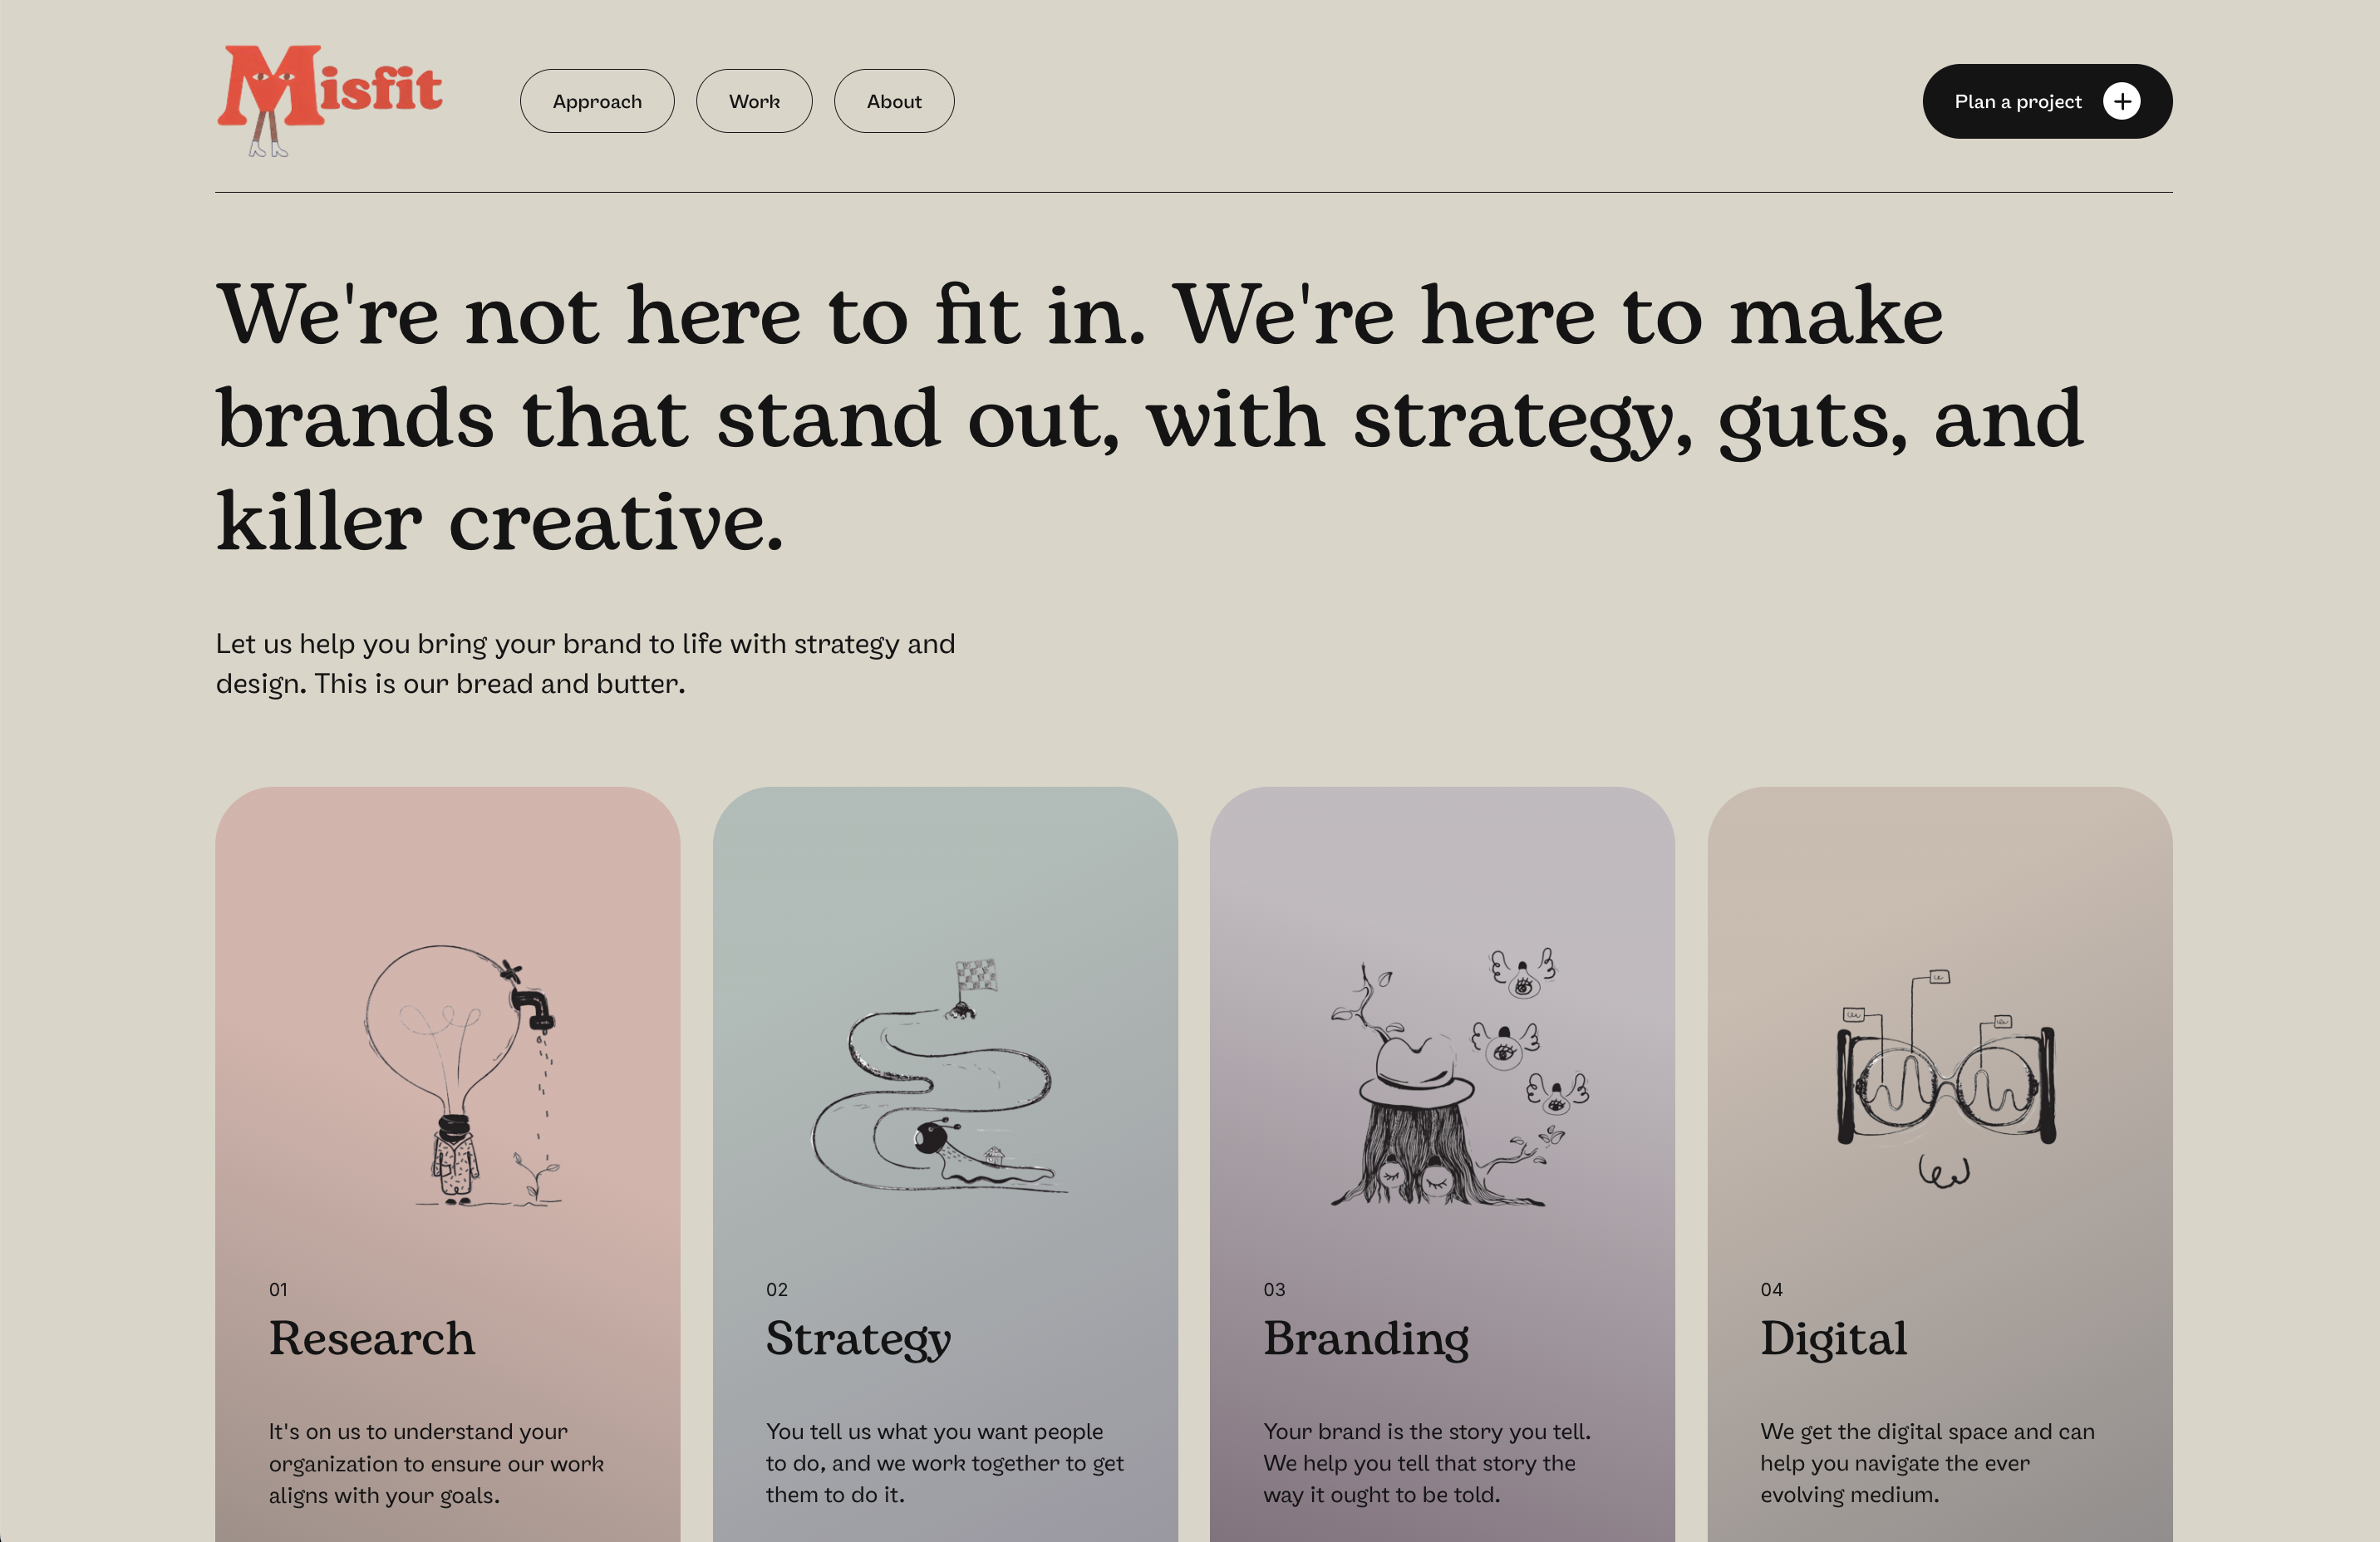 Misfit
Approach
Work
About
Plan a project
We're not here to fit in. We're here to make
brands that stand out, with strategy, guts, and
killer creative.
Let us help you bring your brand to life with strategy and
design. This is our bread and butter.
01
Research
It's on us to understand your
organization to ensure our work
aligns with your goals.
02
Strategy
You tell us what you want people
to do, and we work together to get
them to do it.
03
Branding
Your brand is the story you tell.
We help you tell that story the
way it ought to be told.
04
Digital
We get the digital space and can
help you navigate the ever
evolving medium.